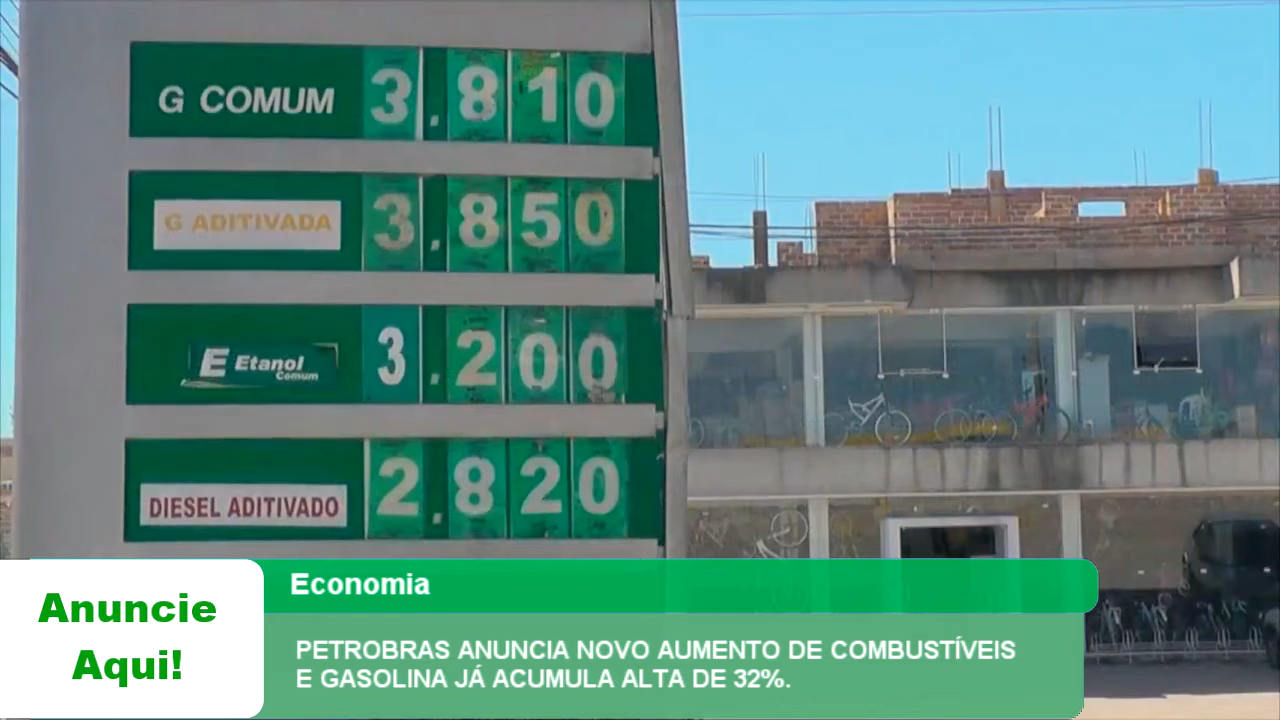 G COMUM 3.810
G ADITIVADA 3.850
E Etanol Comum 3.200
DIESEL ADITIVADO 2.820
Economia
Anuncie
Aqui!
PETROBRAS ANUNCIA NOVO AUMENTO DE COMBUSTÍVEIS
E GASOLINA JÁ ACUMULA ALTA DE 32%.